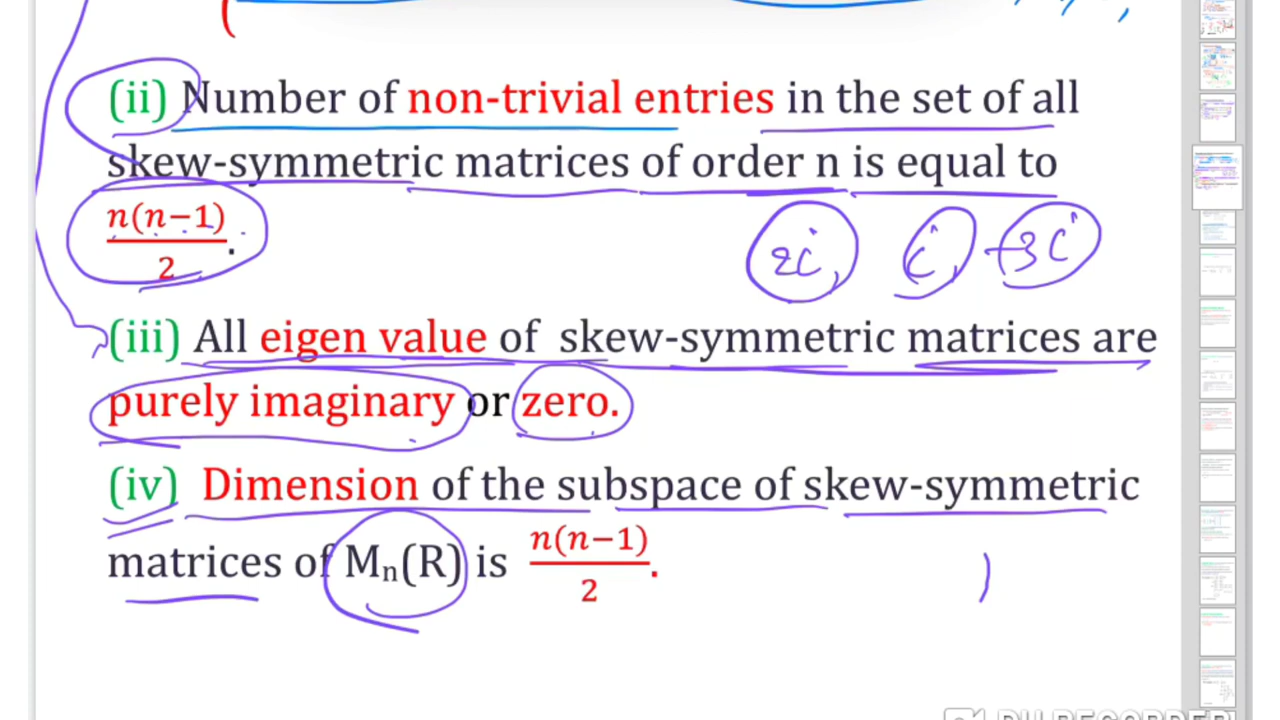 (ii) Number of non-trivial entries in the set of all
skew-symmetric matrices of order n is equal to
n(n−1)/2.
2i, i, -3i
(iii) All eigen value of skew-symmetric matrices are
purely imaginary or zero.
(iv) Dimension of the subspace of skew-symmetric
matrices of Mₙ(R) is n(n−1)/2.
DU RECORDER